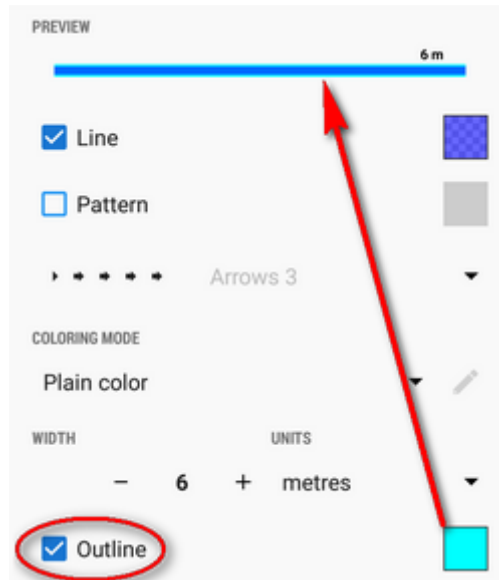 PREVIEW
6 m
Line
Pattern
Arrows 3
COLORING MODE
Plain color
WIDTH UNITS
− 6 + metres
Outline